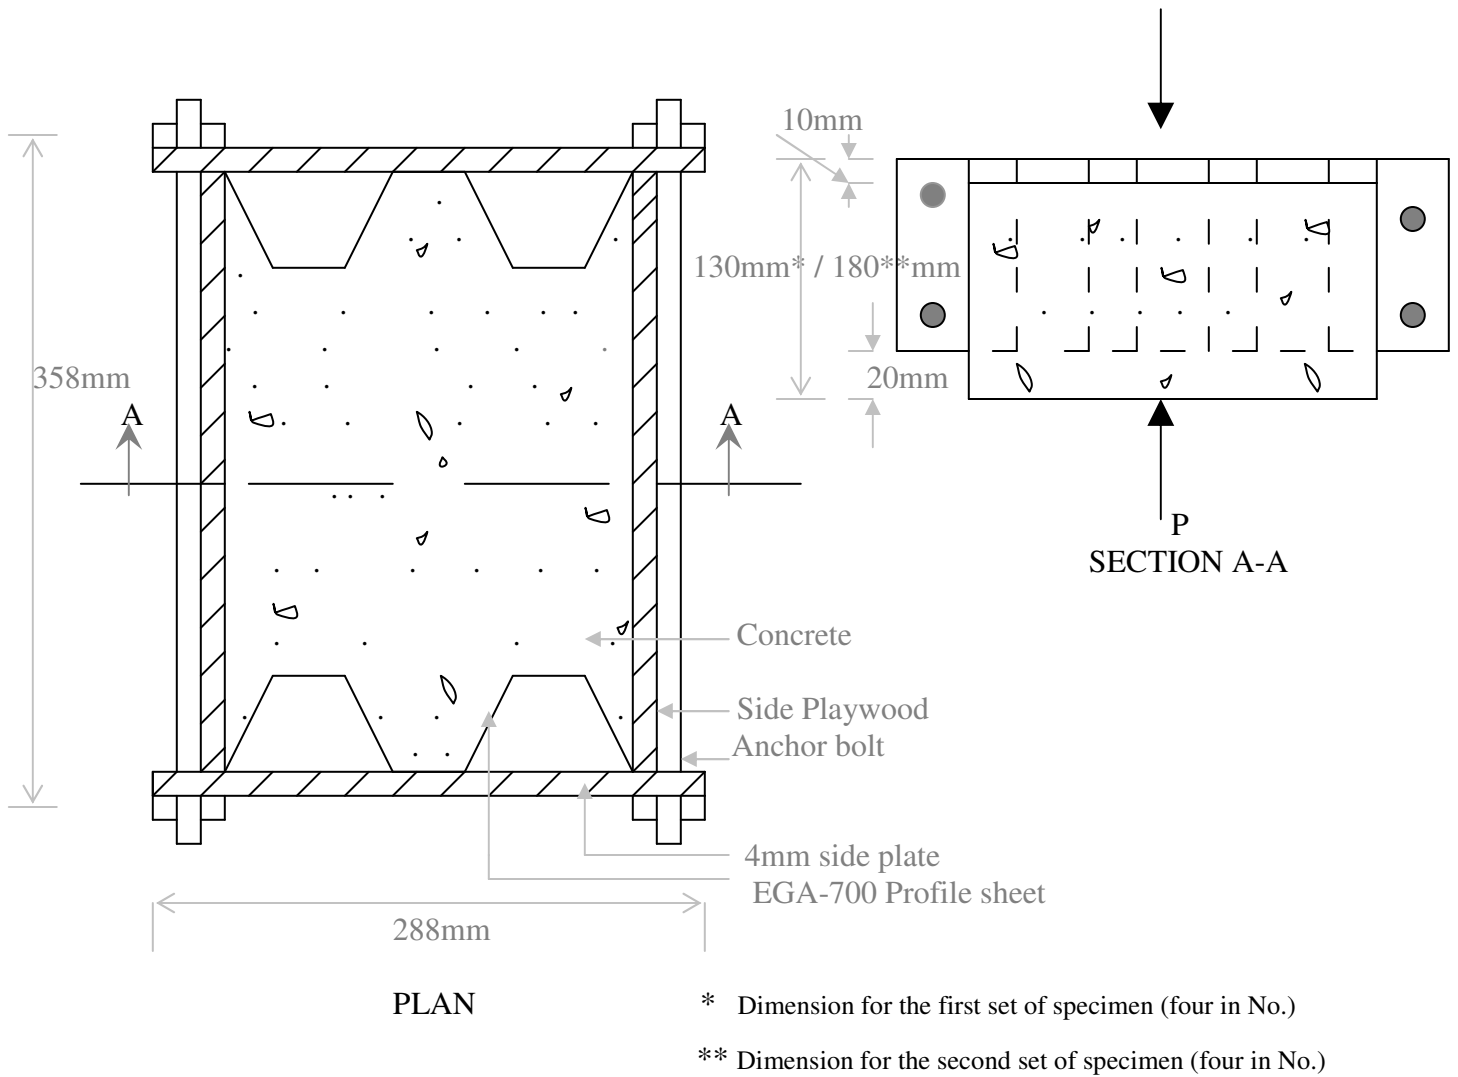 10mm
130mm* / 180**mm
358mm
20mm
A
A
P
SECTION A-A
Concrete
Side Playwood
Anchor bolt
4mm side plate
EGA-700 Profile sheet
288mm
PLAN
* Dimension for the first set of specimen (four in No.)
** Dimension for the second set of specimen (four in No.)